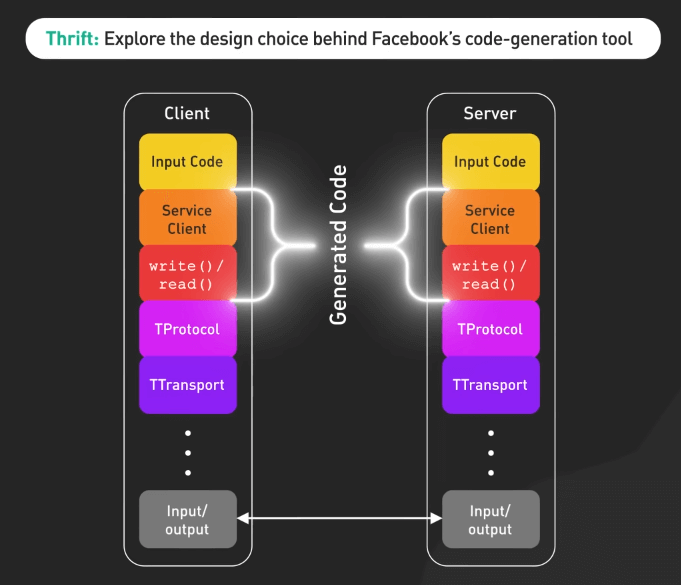 Thrift: Explore the design choice behind Facebook's code-generation tool
Client
Input Code
Service
Client
write()/
read()
TProtocol
TTransport
Input/
output
Generated Code
Server
Input Code
Service
Client
write()/
read()
TProtocol
TTransport
Input/
output